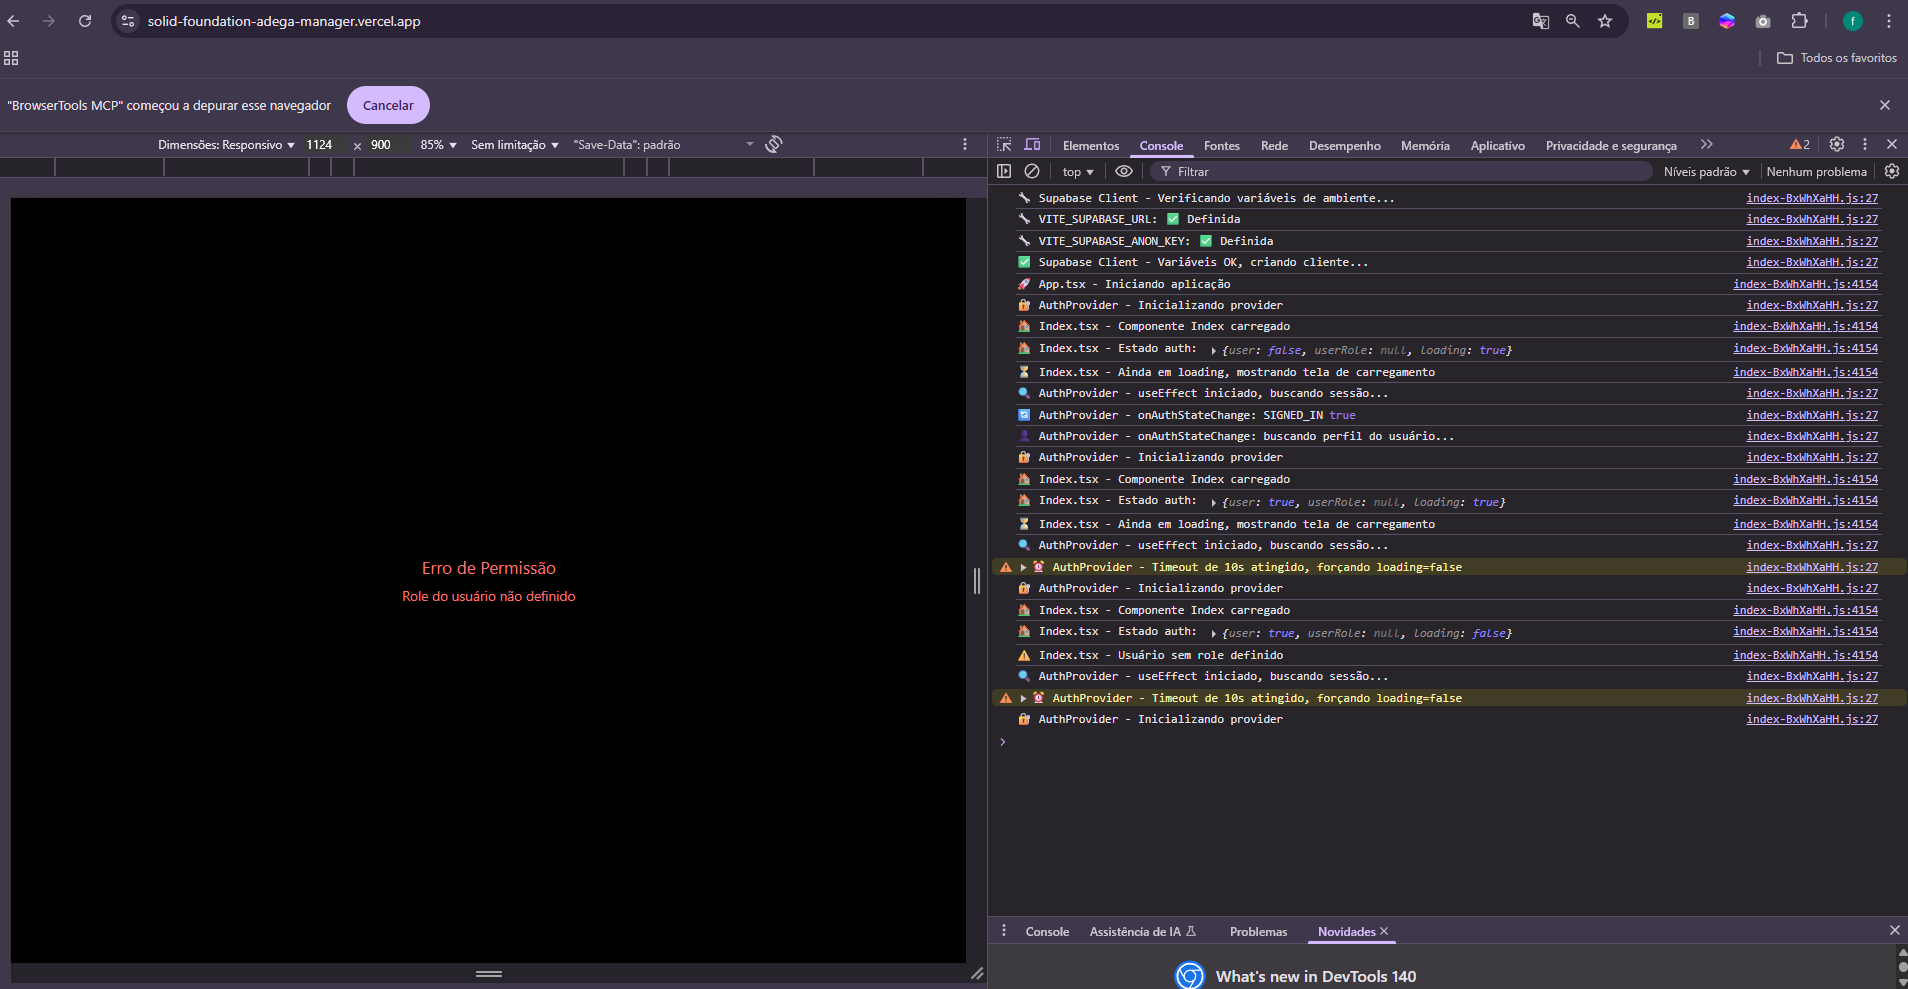 solid-foundation-adega-manager.vercel.app
B
f
Todos os favoritos
"BrowserTools MCP" começou a depurar esse navegador
Cancelar
Dimensões: Responsivo
1124
×
900
85%
Sem limitação
"Save-Data": padrão
Erro de Permissão
Role do usuário não definido
Elementos
Console
Fontes
Rede
Desempenho
Memória
Aplicativo
Privacidade e segurança
2
top
Filtrar
Níveis padrão
Nenhum problema
Supabase Client - Verificando variáveis de ambiente... index-BxWhXaHH.js:27
VITE_SUPABASE_URL: ✅ Definida index-BxWhXaHH.js:27
VITE_SUPABASE_ANON_KEY: ✅ Definida index-BxWhXaHH.js:27
Supabase Client - Variáveis OK, criando cliente... index-BxWhXaHH.js:27
App.tsx - Iniciando aplicação index-BxWhXaHH.js:4154
AuthProvider - Inicializando provider index-BxWhXaHH.js:27
Index.tsx - Componente Index carregado index-BxWhXaHH.js:4154
Index.tsx - Estado auth: {user: false, userRole: null, loading: true} index-BxWhXaHH.js:4154
Index.tsx - Ainda em loading, mostrando tela de carregamento index-BxWhXaHH.js:4154
AuthProvider - useEffect iniciado, buscando sessão... index-BxWhXaHH.js:27
AuthProvider - onAuthStateChange: SIGNED_IN true index-BxWhXaHH.js:27
AuthProvider - onAuthStateChange: buscando perfil do usuário... index-BxWhXaHH.js:27
AuthProvider - Inicializando provider index-BxWhXaHH.js:27
Index.tsx - Componente Index carregado index-BxWhXaHH.js:4154
Index.tsx - Estado auth: {user: true, userRole: null, loading: true} index-BxWhXaHH.js:4154
Index.tsx - Ainda em loading, mostrando tela de carregamento index-BxWhXaHH.js:4154
AuthProvider - useEffect iniciado, buscando sessão... index-BxWhXaHH.js:27
AuthProvider - Timeout de 10s atingido, forçando loading=false index-BxWhXaHH.js:27
AuthProvider - Inicializando provider index-BxWhXaHH.js:27
Index.tsx - Componente Index carregado index-BxWhXaHH.js:4154
Index.tsx - Estado auth: {user: true, userRole: null, loading: false} index-BxWhXaHH.js:4154
Index.tsx - Usuário sem role definido index-BxWhXaHH.js:4154
AuthProvider - useEffect iniciado, buscando sessão... index-BxWhXaHH.js:27
AuthProvider - Timeout de 10s atingido, forçando loading=false index-BxWhXaHH.js:27
AuthProvider - Inicializando provider index-BxWhXaHH.js:27
Console
Assistência de IA
Problemas
Novidades
What's new in DevTools 140